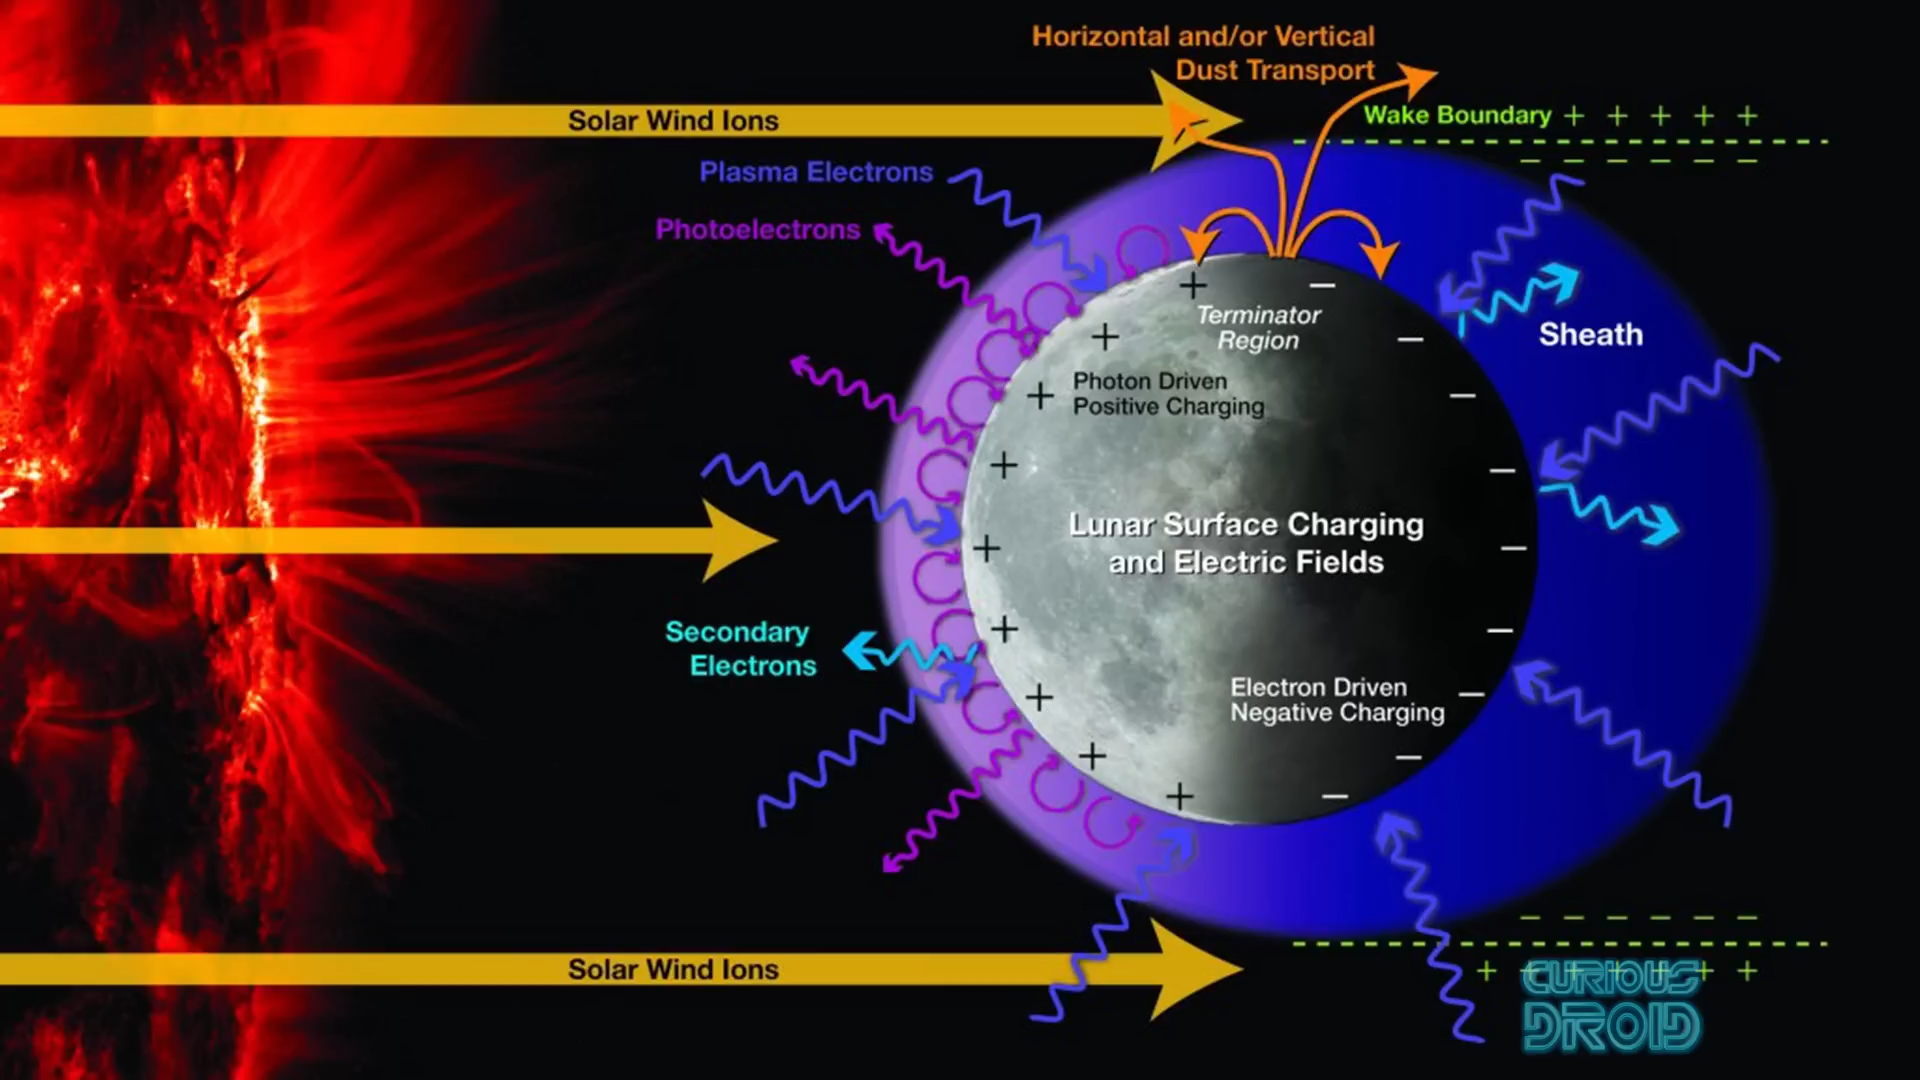 Horizontal and/or Vertical
Dust Transport
Solar Wind Ions
Wake Boundary + + + + +
− − − − − −
Plasma Electrons
Photoelectrons
Terminator
Region
Sheath
Photon Driven
Positive Charging
Lunar Surface Charging
and Electric Fields
Secondary
Electrons
Electron Driven
Negative Charging
Solar Wind Ions
CURIOUS
DROID